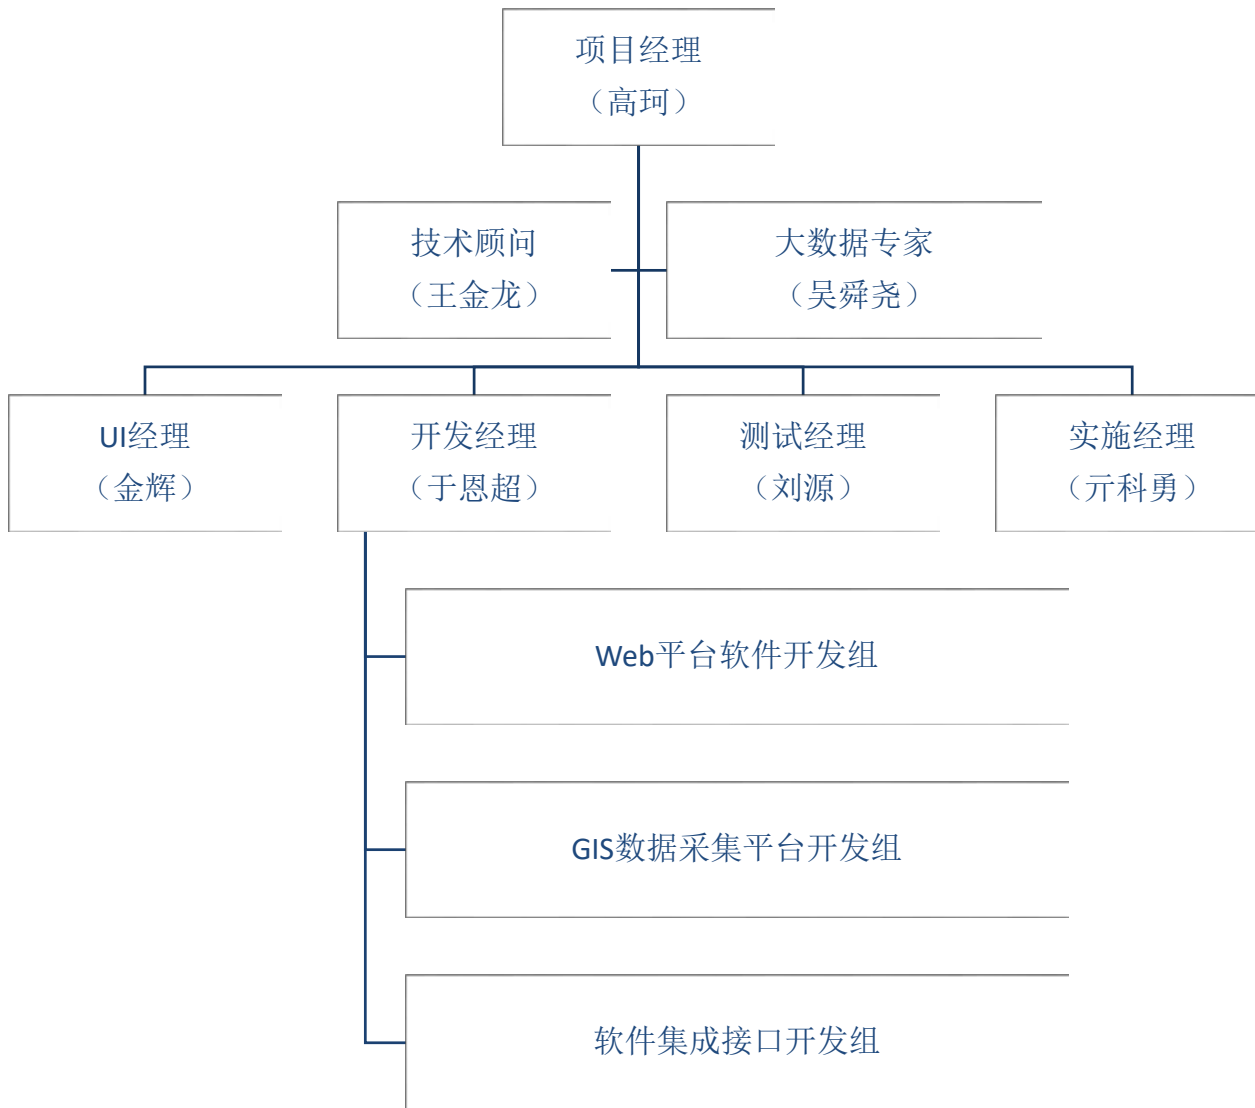 项目经理
（高珂）
技术顾问
（王金龙）
大数据专家
（吴舜尧）
UI经理
（金辉）
开发经理
（于恩超）
测试经理
（刘源）
实施经理
（亓科勇）
Web平台软件开发组
GIS数据采集平台开发组
软件集成接口开发组